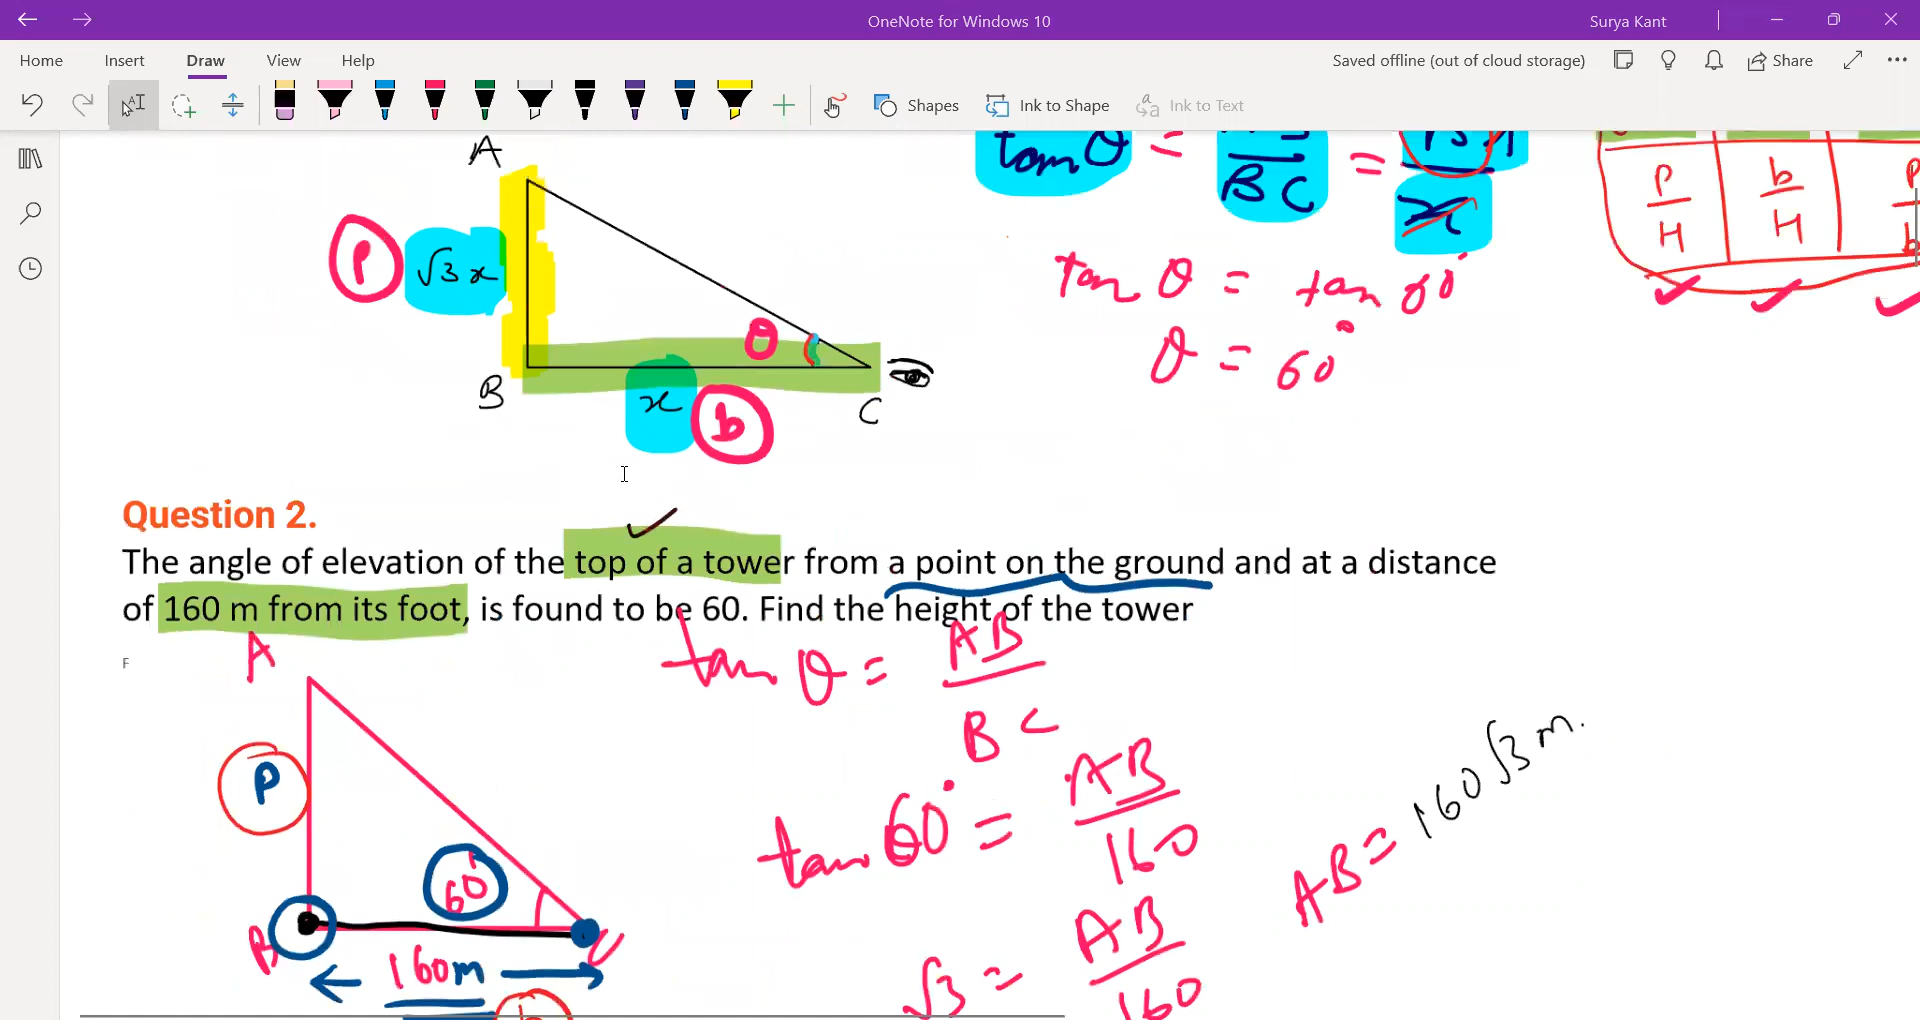 OneNote for Windows 10
Surya Kant
Home Insert Draw View Help
Saved offline (out of cloud storage)
Share
Shapes
Ink to Shape
Ink to Text
A
P
√3 x
θ
B
x
b
C
tan θ =
BC
=
x
tan θ = tan 60°
θ = 60°
P/H
b/H
P
b
Question 2.
The angle of elevation of the top of a tower from a point on the ground and at a distance
of 160 m from its foot, is found to be 60. Find the height of the tower
F
A
P
60°
B
C
160m
b
tan θ = AB/BC
tan 60° = AB/160
√3 = AB/160
AB = 160√3 m.